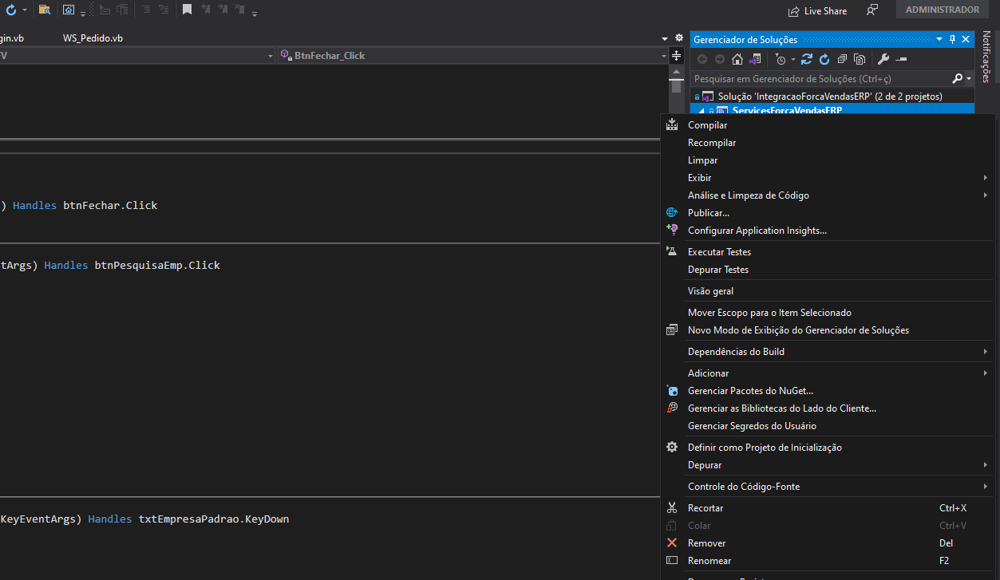 Live Share
ADMINISTRADOR
gin.vb
WS_Pedido.vb
Gerenciador de Soluções
Notificações
V
BtnFechar_Click
Pesquisar em Gerenciador de Soluções (Ctrl+ç)
Solução 'IntegracaoForcaVendasERP' (2 de 2 projetos)
ServicesForcaVendasERP
) Handles btnFechar.Click
tArgs) Handles btnPesquisaEmp.Click
KeyEventArgs) Handles txtEmpresaPadrao.KeyDown
Compilar
Recompilar
Limpar
Exibir
Análise e Limpeza de Código
Publicar...
Configurar Application Insights...
Executar Testes
Depurar Testes
Visão geral
Mover Escopo para o Item Selecionado
Novo Modo de Exibição do Gerenciador de Soluções
Dependências do Build
Adicionar
Gerenciar Pacotes do NuGet...
Gerenciar as Bibliotecas do Lado do Cliente...
Gerenciar Segredos do Usuário
Definir como Projeto de Inicialização
Depurar
Controle do Código-Fonte
Recortar Ctrl+X
Colar Ctrl+V
Remover Del
Renomear F2